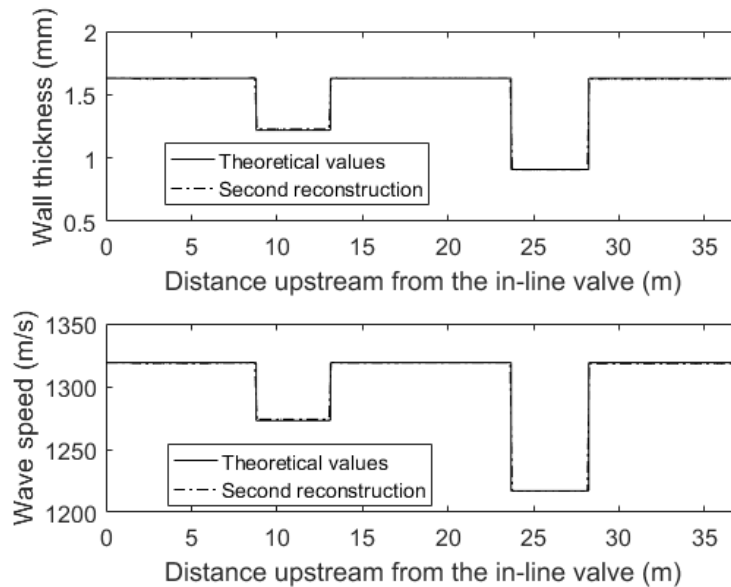 Wall thickness (mm)
2
1.5
1
0.5
Theoretical values
Second reconstruction
0 5 10 15 20 25 30 35
Distance upstream from the in-line valve (m)
Wave speed (m/s)
1350
1300
1250
1200
Theoretical values
Second reconstruction
0 5 10 15 20 25 30 35
Distance upstream from the in-line valve (m)